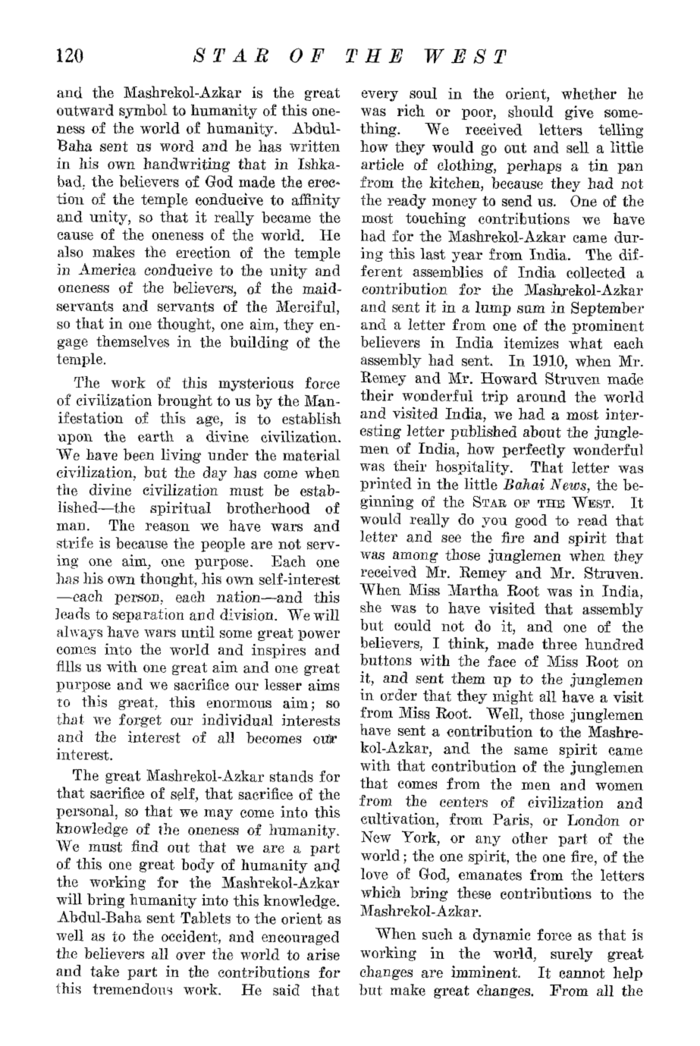 120 STAR OF THE WEST
and the Mashrekol-Azkar is the great
outward symbol to humanity of this one-
ness of the world of humanity. Abdul-
Baha sent us word and he has written
in his own handwriting that in Ishka-
bad, the believers of God made the erec-
tion of the temple conducive to affinity
and unity, so that it really became the
cause of the oneness of the world. He
also makes the erection of the temple
in America conducive to the unity and
oneness of the believers, of the maid-
servants and servants of the Merciful,
so that in one thought, one aim, they en-
gage themselves in the building of the
temple.
The work of this mysterious force
of civilization brought to us by the Man-
ifestation of this age, is to establish
upon the earth a divine civilization.
We have been living under the material
civilization, but the day has come when
the divine civilization must be estab-
lished—the spiritual brotherhood of
man. The reason we have wars and
strife is because the people are not serv-
ing one aim, one purpose. Each one
has his own thought, his own self-interest
—each person, each nation—and this
leads to separation and division. We will
always have wars until some great power
comes into the world and inspires and
fills us with one great aim and one great
purpose and we sacrifice our lesser aims
to this great, this enormous aim; so
that we forget our individual interests
and the interest of all becomes our
interest.
The great Mashrekol-Azkar stands for
that sacrifice of self, that sacrifice of the
personal, so that we may come into this
knowledge of the oneness of humanity.
We must find out that we are a part
of this one great body of humanity and
the working for the Mashrekol-Azkar
will bring humanity into this knowledge.
Abdul-Baha sent Tablets to the orient as
well as to the occident, and encouraged
the believers all over the world to arise
and take part in the contributions for
this tremendous work. He said that
every soul in the orient, whether he
was rich or poor, should give some-
thing. We received letters telling
how they would go out and sell a little
article of clothing, perhaps a tin pan
from the kitchen, because they had not
the ready money to send us. One of the
most touching contributions we have
had for the Mashrekol-Azkar came dur-
ing this last year from India. The dif-
ferent assemblies of India collected a
contribution for the Mashrekol-Azkar
and sent it in a lump sum in September
and a letter from one of the prominent
believers in India itemizes what each
assembly had sent. In 1910, when Mr.
Remey and Mr. Howard Struven made
their wonderful trip around the world
and visited India, we had a most inter-
esting letter published about the jungle-
men of India, how perfectly wonderful
was their hospitality. That letter was
printed in the little Bahai News, the be-
ginning of the STAR OF THE WEST. It
would really do you good to read that
letter and see the fire and spirit that
was among those junglemen when they
received Mr. Remey and Mr. Struven.
When Miss Martha Root was in India,
she was to have visited that assembly
but could not do it, and one of the
believers, I think, made three hundred
buttons with the face of Miss Root on
it, and sent them up to the junglemen
in order that they might all have a visit
from Miss Root. Well, those junglemen
have sent a contribution to the Mashre-
kol-Azkar, and the same spirit came
with that contribution of the junglemen
that comes from the men and women
from the centers of civilization and
cultivation, from Paris, or London or
New York, or any other part of the
world; the one spirit, the one fire, of the
love of God, emanates from the letters
which bring these contributions to the
Mashrekol-Azkar.
When such a dynamic force as that is
working in the world, surely great
changes are imminent. It cannot help
but make great changes. From all the